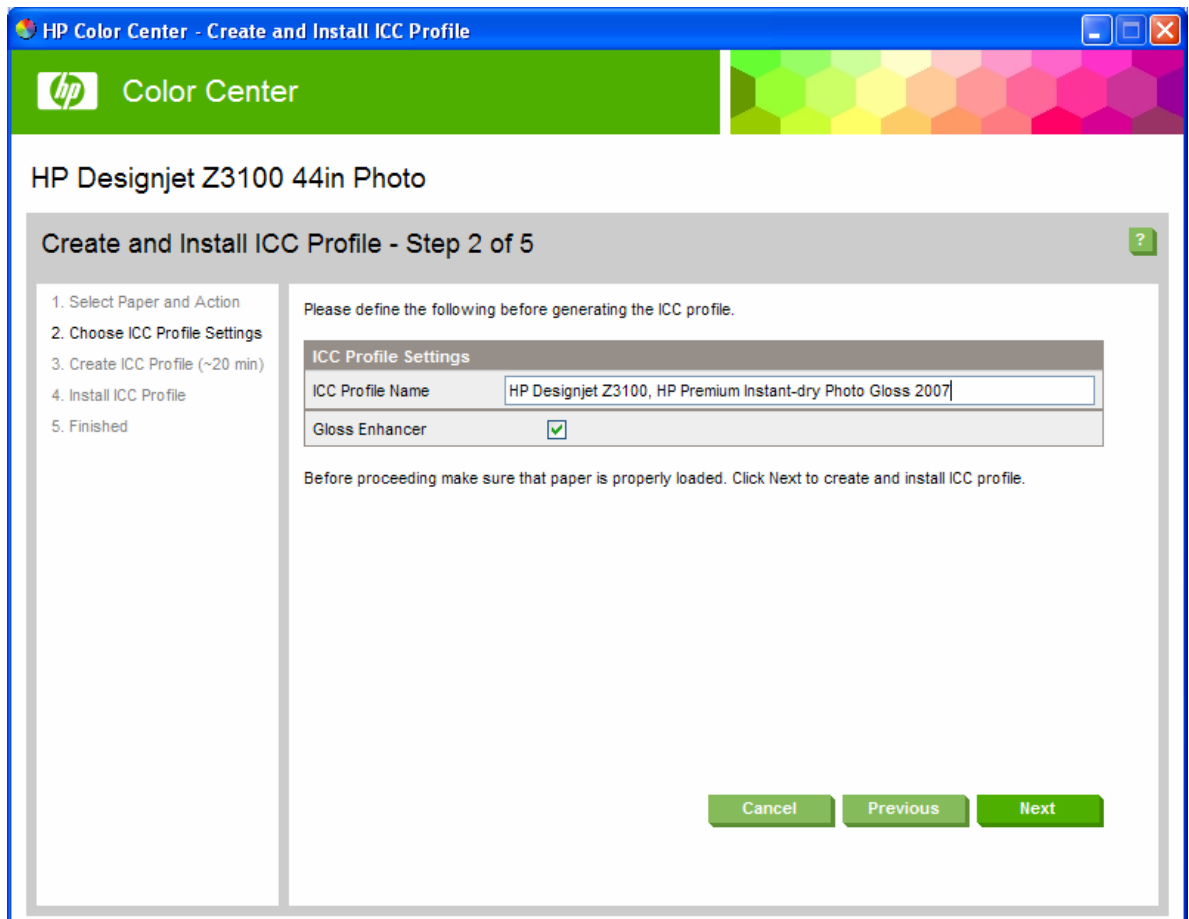 HP Color Center - Create and Install ICC Profile
hp Color Center
HP Designjet Z3100 44in Photo
Create and Install ICC Profile - Step 2 of 5
?
1. Select Paper and Action
2. Choose ICC Profile Settings
3. Create ICC Profile (~20 min)
4. Install ICC Profile
5. Finished
Please define the following before generating the ICC profile.
ICC Profile Settings
ICC Profile Name HP Designjet Z3100, HP Premium Instant-dry Photo Gloss 2007
Gloss Enhancer
Before proceeding make sure that paper is properly loaded. Click Next to create and install ICC profile.
Cancel Previous Next